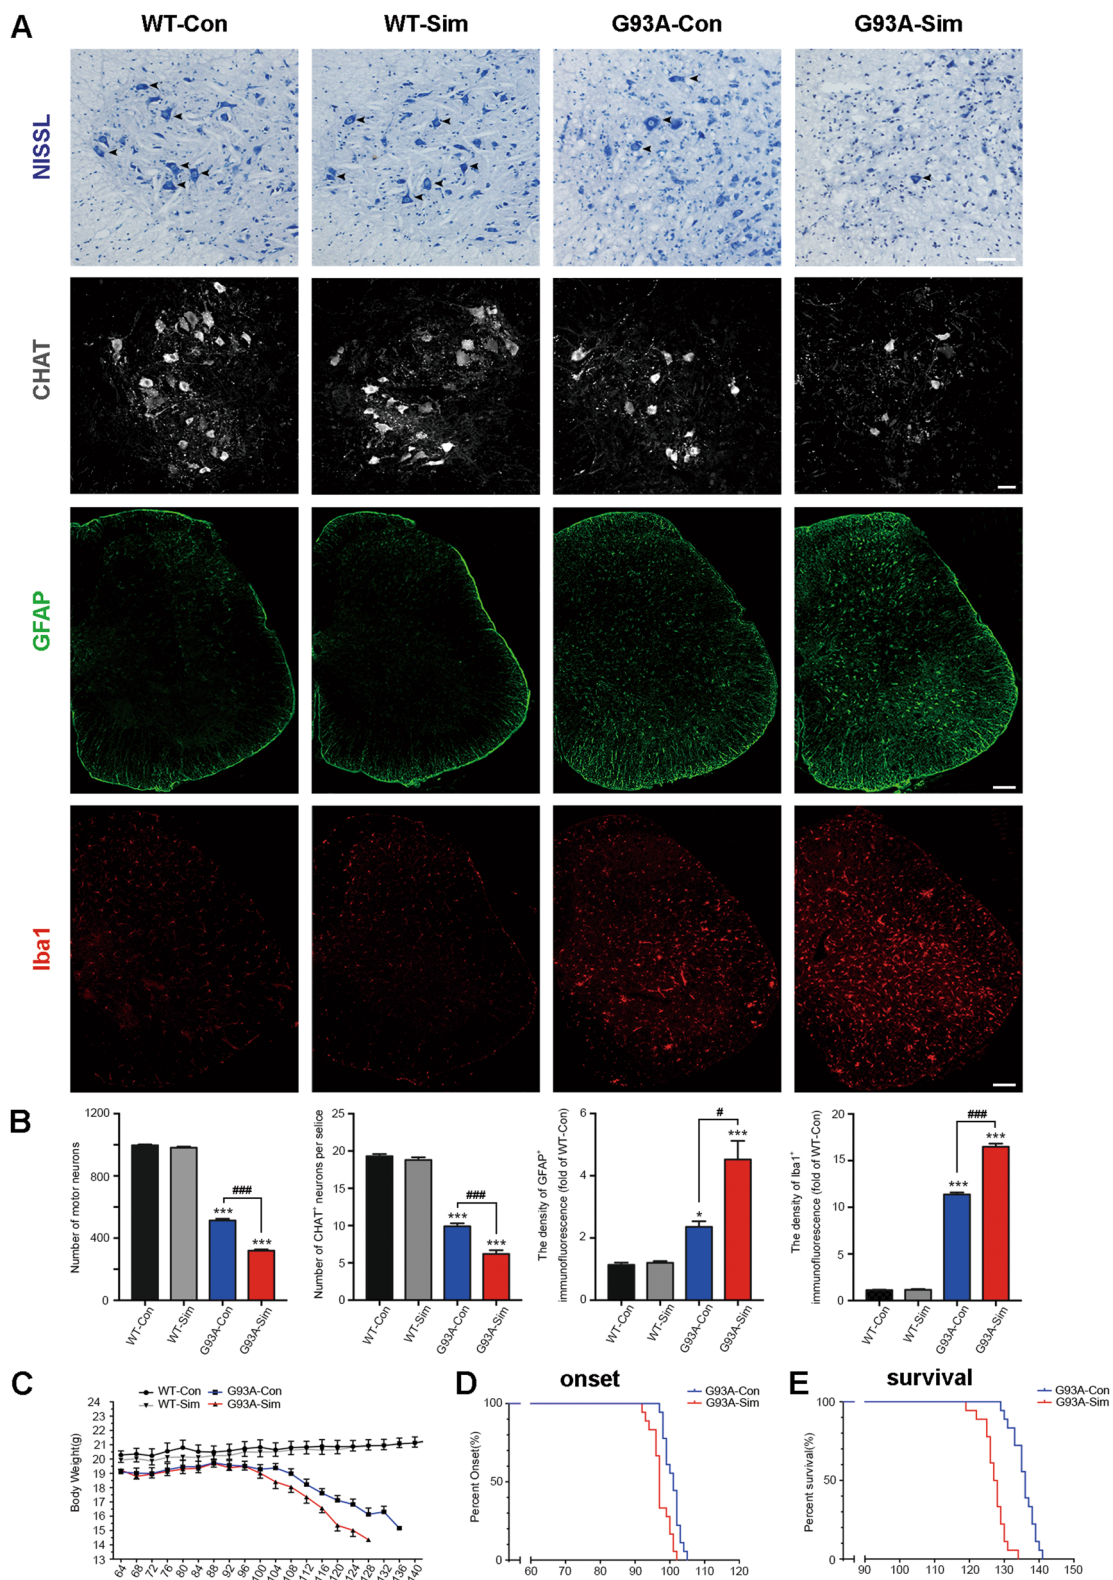 A
WT-Con WT-Sim G93A-Con G93A-Sim
NISSL
CHAT
GFAP
Iba1
B
Number of motor neurons
1200
800
400
0
###
***
***
WT-Con
WT-Sim
G93A-Con
G93A-Sim
Number of CHAT+ neurons per selice
25
20
15
10
5
0
###
***
***
WT-Con
WT-Sim
G93A-Con
G93A-Sim
The density of GFAP+
immunofluorescence (fold of WT-Con)
6
4
2
0
#
***
*
WT-Con
WT-Sim
G93A-Con
G93A-Sim
The density of Iba1+
immunofluorescence (fold of WT-Con)
20
15
10
5
0
###
***
***
WT-Con
WT-Sim
G93A-Con
G93A-Sim
C
WT-Con G93A-Con
WT-Sim G93A-Sim
Body Weight(g)
24
23
22
21
20
19
18
17
16
15
14
13
64 68 72 76 80 84 88 92 96 100 104 108 112 116 120 124 128 132 136 140
D
onset
G93A-Con
G93A-Sim
Percent Onset(%)
100
50
0
60 80 100 120
E
survival
G93A-Con
G93A-Sim
Percent survival(%)
100
50
0
90 100 110 120 130 140 150